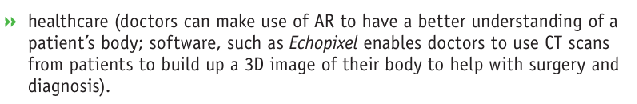 » healthcare (doctors can make use of AR to have a better understanding of a
patient’s body; software, such as Echopixel enables doctors to use CT scans
from patients to build up a 3D image of their body to help with surgery and
diagnosis).